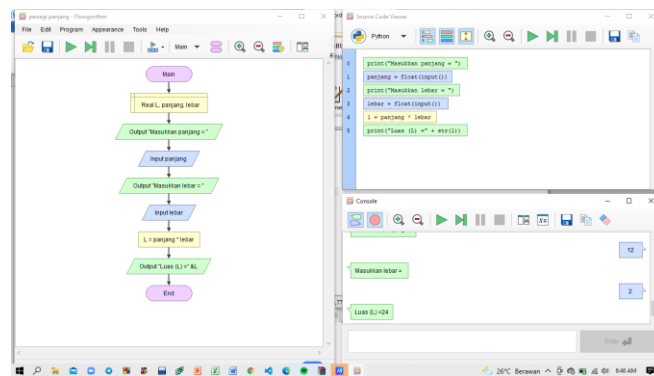 persegi panjang - Flowgorithm
File Edit Program Appearance Tools Help
Main
Main
Real L, panjang, lebar
Output "Masukkan panjang = "
Input panjang
Output "Masukkan lebar = "
Input lebar
L = panjang * lebar
Output "Luas (L) =" &L
End
Source Code Viewer
Python
0 print("Masukkan panjang = ")
1 panjang = float(input())
2 print("Masukkan lebar = ")
3 lebar = float(input())
4 l = panjang * lebar
5 print("Luas (L) =" + str(l))
Console
12
Masukkan lebar =
2
Luas (L) =24
Enter
26°C Berawan
6:48 AM